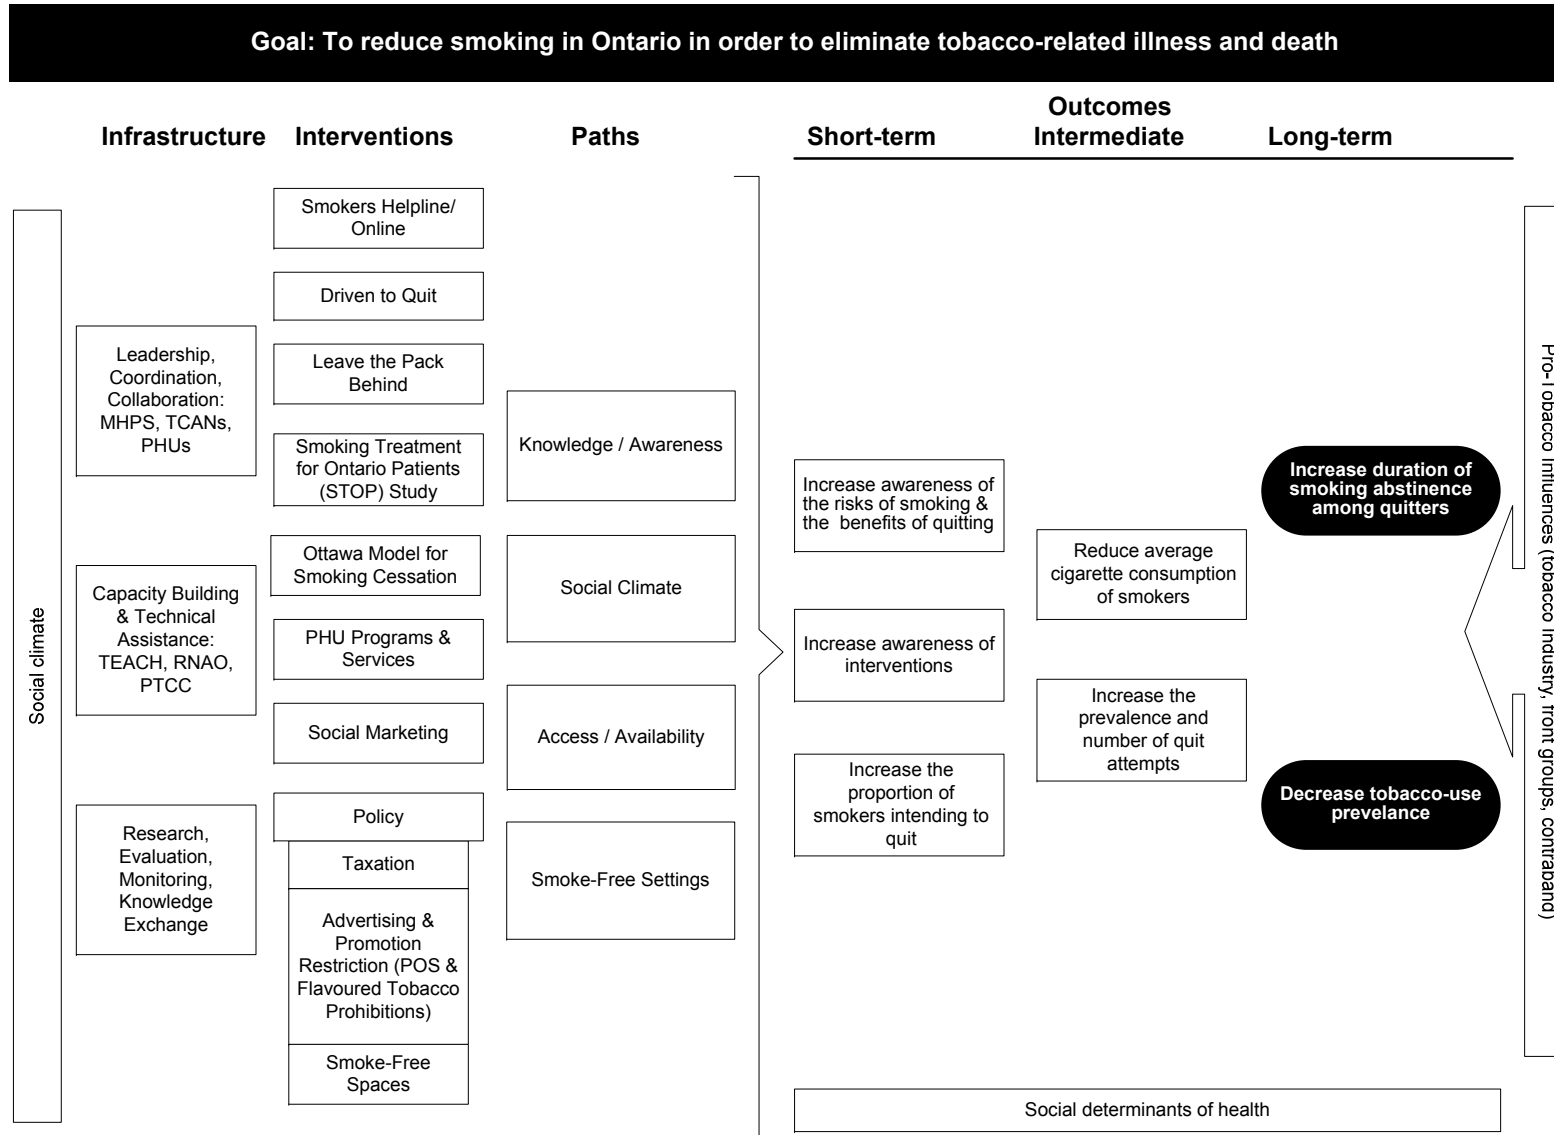 Goal: To reduce smoking in Ontario in order to eliminate tobacco-related illness and death
Infrastructure
Interventions
Paths
Outcomes
Short-term
Intermediate
Long-term
Social climate
Leadership,
Coordination,
Collaboration:
MHPS, TCANs,
PHUs
Capacity Building
& Technical
Assistance:
TEACH, RNAO,
PTCC
Research,
Evaluation,
Monitoring,
Knowledge
Exchange
Smokers Helpline/
Online
Driven to Quit
Leave the Pack
Behind
Smoking Treatment
for Ontario Patients
(STOP) Study
Ottawa Model for
Smoking Cessation
PHU Programs &
Services
Social Marketing
Policy
Taxation
Advertising &
Promotion
Restriction (POS &
Flavoured Tobacco
Prohibitions)
Smoke-Free
Spaces
Knowledge / Awareness
Social Climate
Access / Availability
Smoke-Free Settings
Increase awareness of
the risks of smoking &
the benefits of quitting
Increase awareness of
interventions
Increase the
proportion of
smokers intending to
quit
Reduce average
cigarette consumption
of smokers
Increase the
prevalence and
number of quit
attempts
Increase duration of
smoking abstinence
among quitters
Decrease tobacco-use
prevelance
Pro-Tobacco Influences (tobacco industry, front groups, contraband)
Social determinants of health